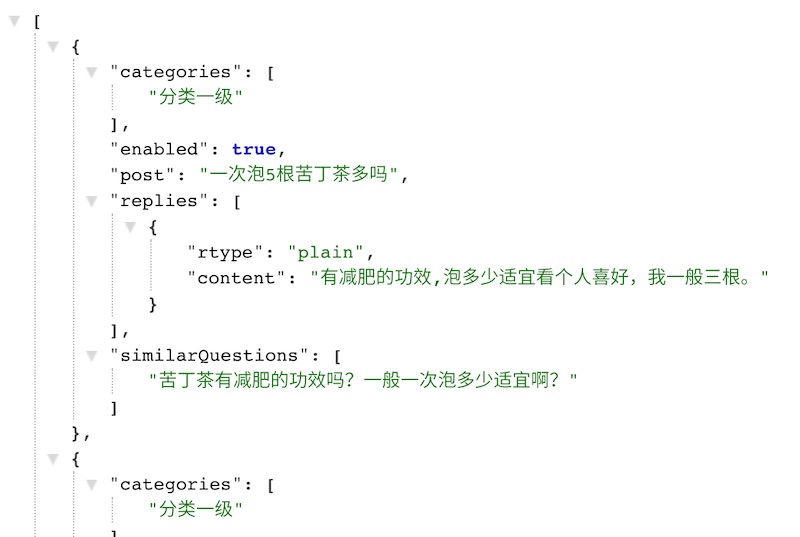 [
{
"categories": [
"分类一级"
],
"enabled": true,
"post": "一次泡5根苦丁茶多吗",
"replies": [
{
"rtype": "plain",
"content": "有减肥的功效,泡多少适宜看个人喜好，我一般三根。"
}
],
"similarQuestions": [
"苦丁茶有减肥的功效吗？一般一次泡多少适宜啊？"
]
},
{
"categories": [
"分类一级"
]